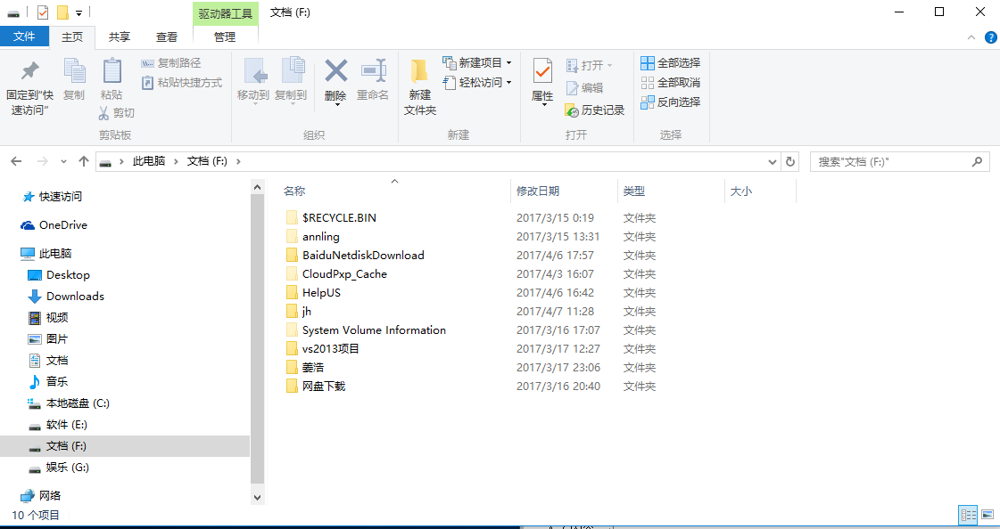 驱动器工具 文档 (F:)
文件 主页 共享 查看 管理
固定到"快速访问"
复制
粘贴
复制路径
粘贴快捷方式
剪切
剪贴板
移动到
复制到
删除
重命名
组织
新建
文件夹
新建项目
轻松访问
新建
属性
打开
编辑
历史记录
打开
全部选择
全部取消
反向选择
选择
此电脑 文档 (F:)
搜索"文档 (F:)"
快速访问
OneDrive
此电脑
Desktop
Downloads
视频
图片
文档
音乐
本地磁盘 (C:)
软件 (E:)
文档 (F:)
娱乐 (G:)
网络
名称 修改日期 类型 大小
$RECYCLE.BIN 2017/3/15 0:19 文件夹
annling 2017/3/15 13:31 文件夹
BaiduNetdiskDownload 2017/4/6 17:57 文件夹
CloudPxp_Cache 2017/4/3 16:07 文件夹
HelpUS 2017/4/6 16:42 文件夹
jh 2017/4/7 11:28 文件夹
System Volume Information 2017/3/16 17:07 文件夹
vs2013项目 2017/3/17 12:27 文件夹
姜浩 2017/3/17 23:06 文件夹
网盘下载 2017/3/16 20:40 文件夹
10 个项目